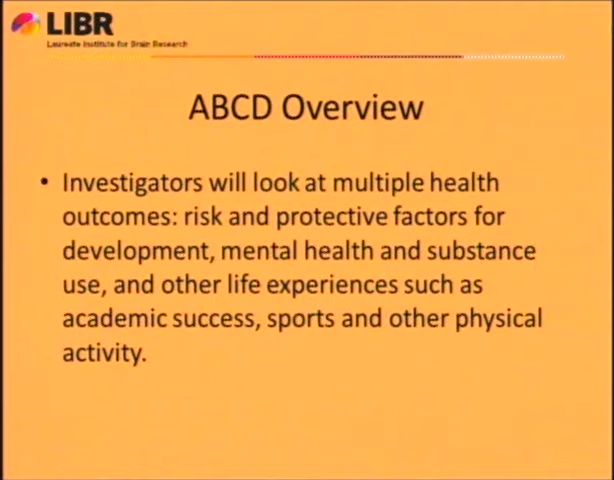 LIBR
Laureate Institute for Brain Research
ABCD Overview
• Investigators will look at multiple health
outcomes: risk and protective factors for
development, mental health and substance
use, and other life experiences such as
academic success, sports and other physical
activity.